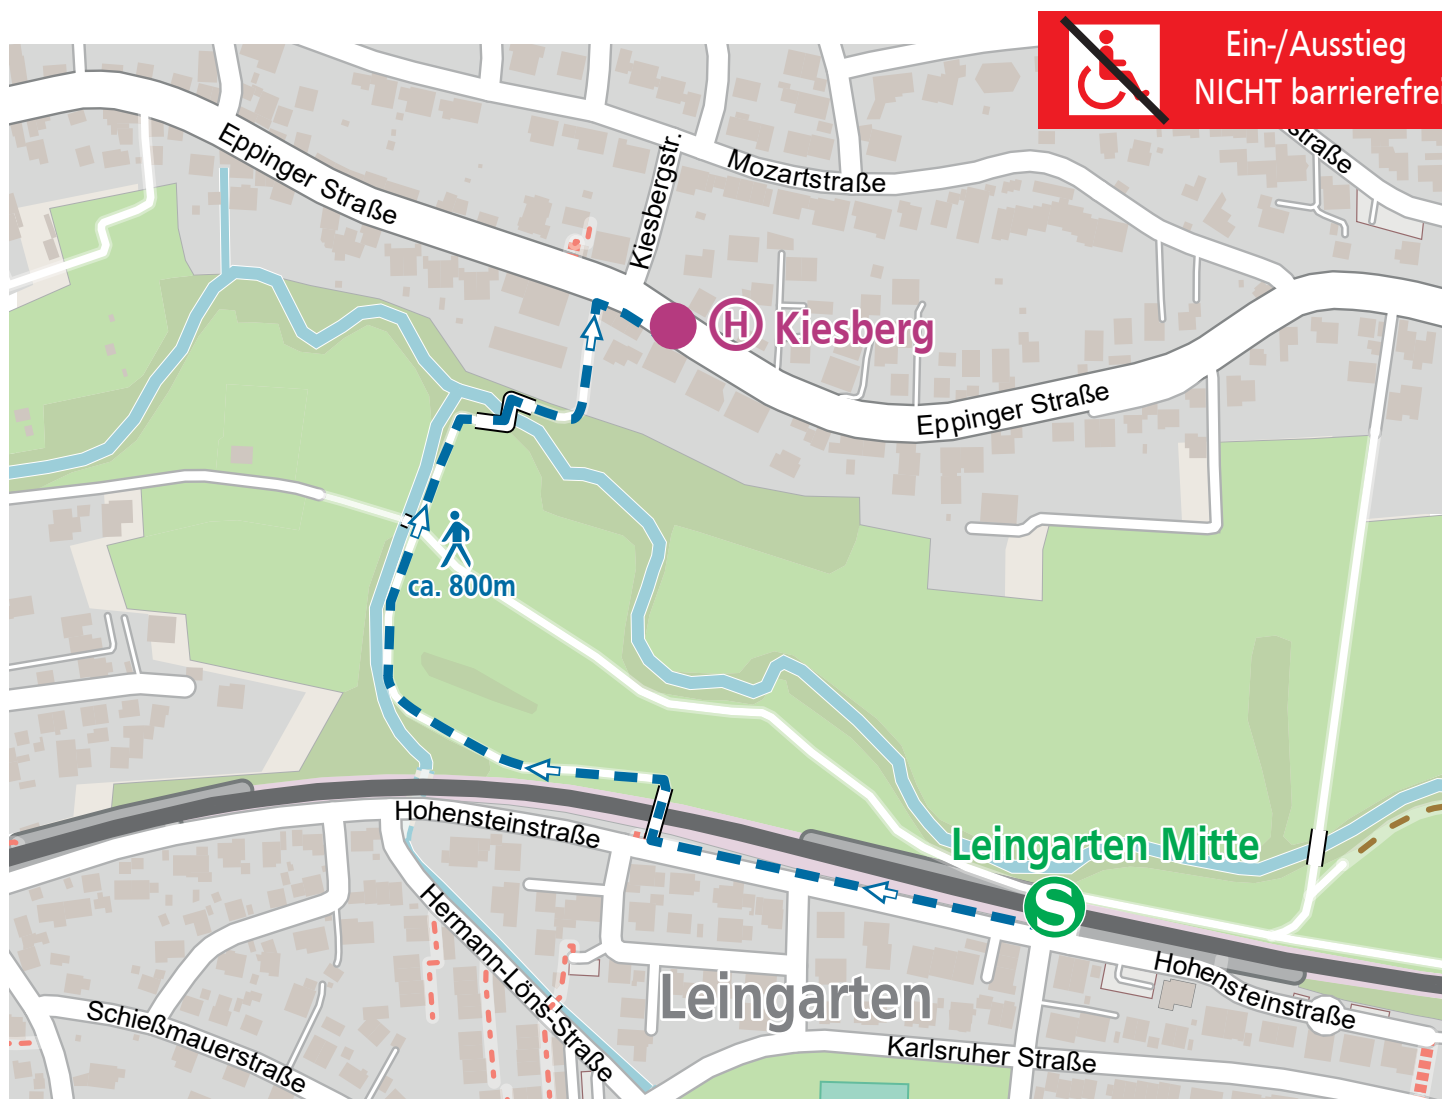 Ein-/Ausstieg
NICHT barrierefrei
straße
Eppinger Straße
Kiesbergstr.
Mozartstraße
H Kiesberg
Eppinger Straße
ca. 800m
Hohensteinstraße
Leingarten Mitte
S
Hermann-Löns-Straße
Leingarten
Hohensteinstraße
Schießmauerstraße
Karlsruher Straße